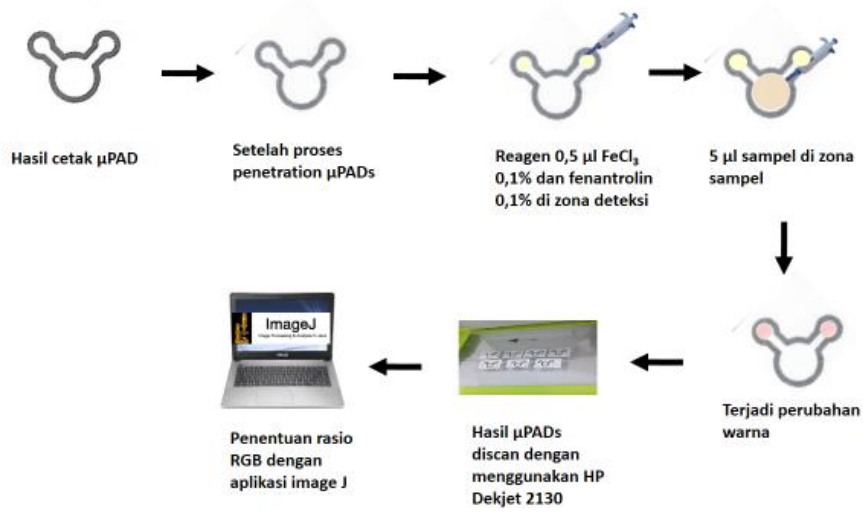 Hasil cetak µPAD
Setelah proses
penetration µPADs
Reagen 0,5 µl FeCl₃
0,1% dan fenantrolin
0,1% di zona deteksi
5 µl sampel di zona
sampel
Terjadi perubahan
warna
Hasil µPADs
discan dengan
menggunakan HP
Dekjet 2130
ImageJ
Penentuan rasio
RGB dengan
aplikasi image J